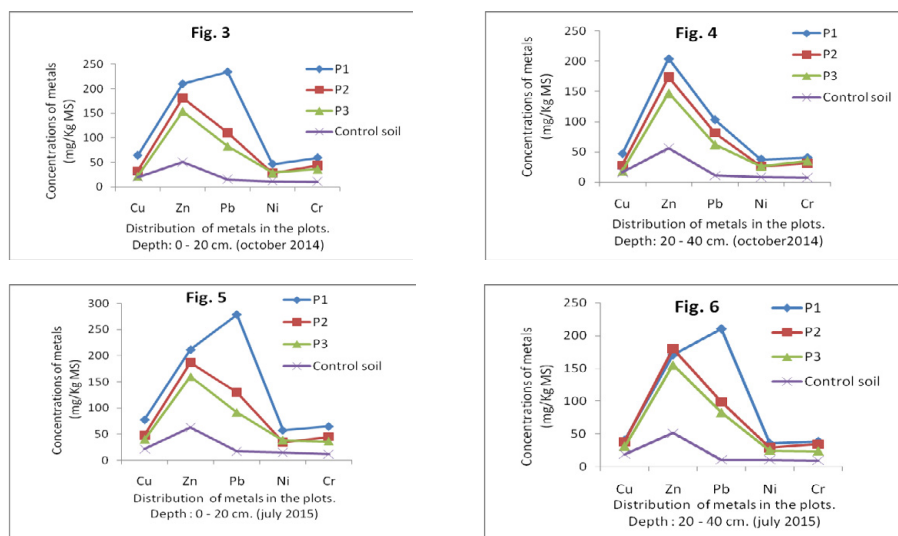 Fig. 3
Concentrations of metals
(mg/Kg MS)
250
200
150
100
50
0
P1
P2
P3
Control soil
Cu Zn Pb Ni Cr
Distribution of metals in the plots.
Depth: 0 - 20 cm. (october 2014)
Fig. 4
Concentrations of metals
(mg/Kg MS)
250
200
150
100
50
0
P1
P2
P3
Control soil
Cu Zn Pb Ni Cr
Distribution of metals in the plots.
Depth: 20 - 40 cm. (october2014)
Fig. 5
Concentrations of metals
(mg/Kg MS)
300
250
200
150
100
50
0
P1
P2
P3
Control soil
Cu Zn Pb Ni Cr
Distribution of metals in the plots.
Depth : 0 - 20 cm. (july 2015)
Fig. 6
Concentrations of metals
(mg/Kg MS)
250
200
150
100
50
0
P1
P2
P3
Control soil
Cu Zn Pb Ni Cr
Distribution of metals in the plots.
Depth : 20 - 40 cm. (july 2015)